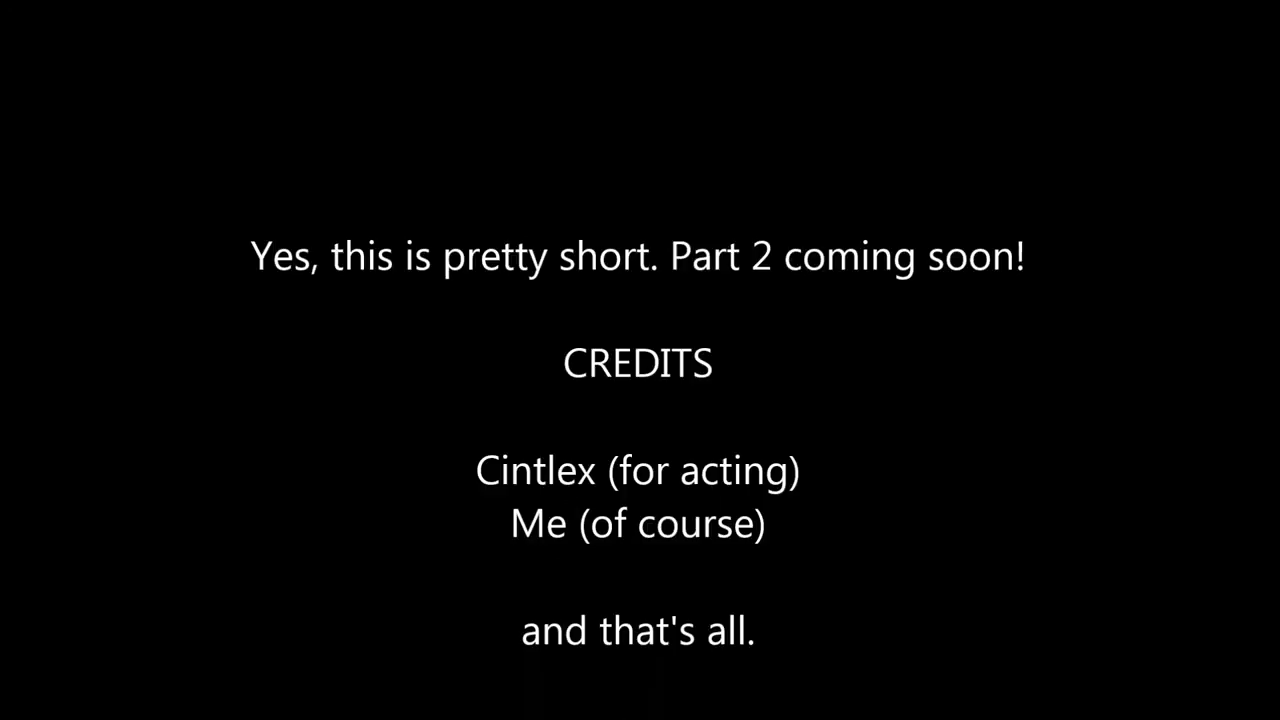 Yes, this is pretty short. Part 2 coming soon!
CREDITS
Cintlex (for acting)
Me (of course)
and that's all.